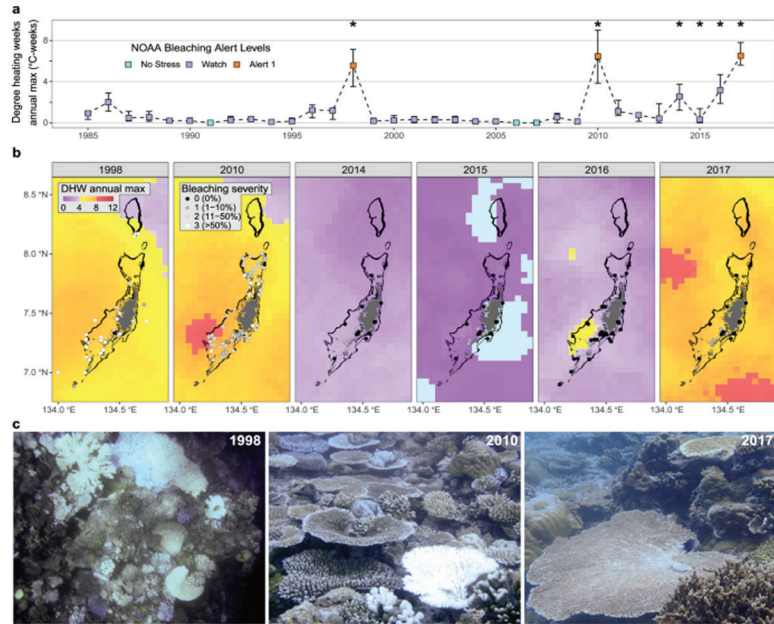 a
Degree heating weeks
annual max (°C-weeks)
8
4
0
* * * * * *
NOAA Bleaching Alert Levels
No Stress Watch Alert 1
1985 1990 1995 2000 2005 2010 2015
b
1998 2010 2014 2015 2016 2017
8.5 °N
8.0 °N
7.5 °N
7.0 °N
DHW annual max
0 4 8 12
Bleaching severity
0 (0%)
1 (1−10%)
2 (11−50%)
3 (>50%)
134.0 °E 134.5 °E 134.0 °E 134.5 °E 134.0 °E 134.5 °E 134.0 °E 134.5 °E 134.0 °E 134.5 °E 134.0 °E 134.5 °E
c
1998 2010 2017